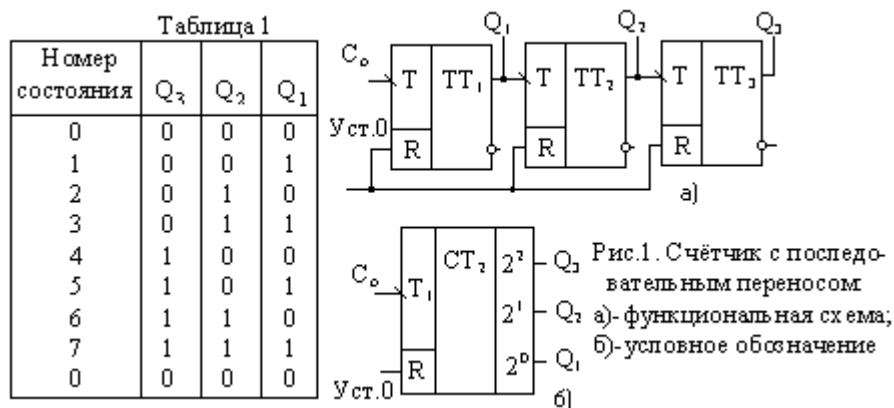 Таблица 1
Номер состояния Q3 Q2 Q1
0 0 0 0
1 0 0 1
2 0 1 0
3 0 1 1
4 1 0 0
5 1 0 1
6 1 1 0
7 1 1 1
0 0 0 0
Q1 Q2 Q3
C0 T TT1 T TT2 T TT3
Уст.0 R R R
а)
C0 T1 CT2 2² Q3
2¹ Q2
Уст.0 R 2⁰ Q1
б)
Рис.1. Счётчик с последо-
вательным переносом:
а)- функциональная схема;
б)- условное обозначение